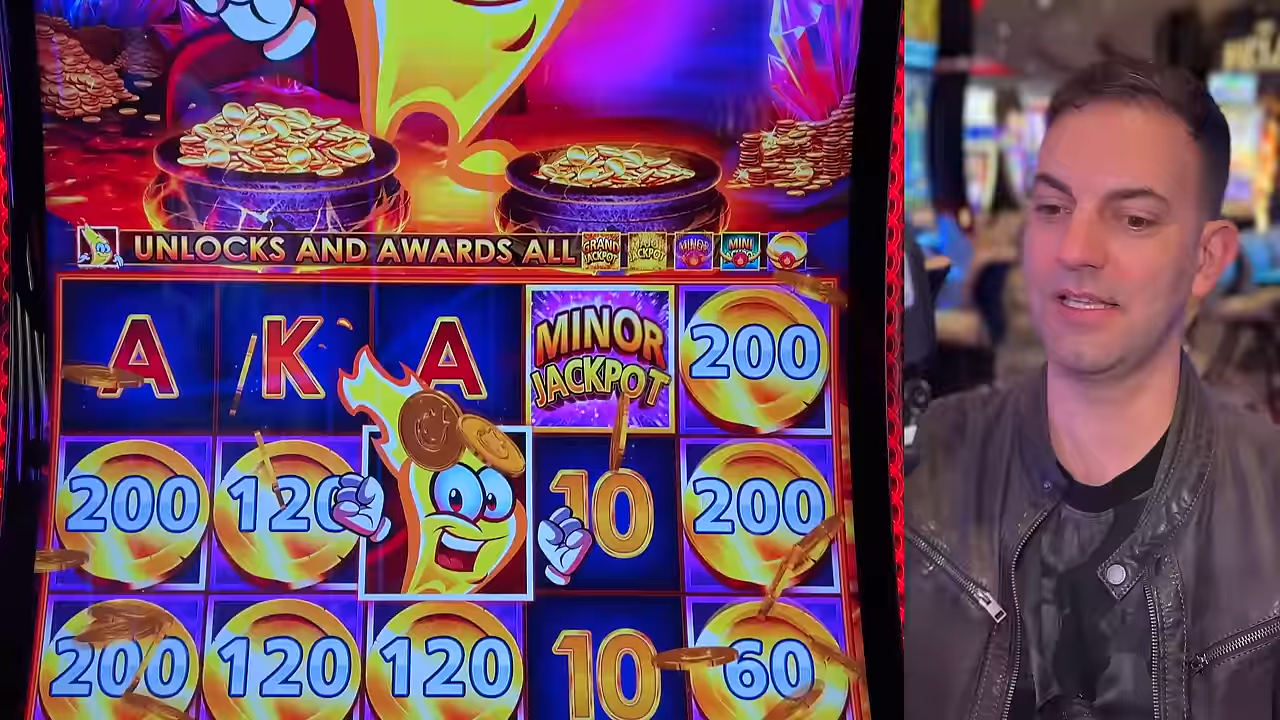 UNLOCKS AND AWARDS ALL GRAND JACKPOT MAJOR JACKPOT MINOR MINI
A K A MINOR JACKPOT 200
200 120 10 200
200 120 120 10 60